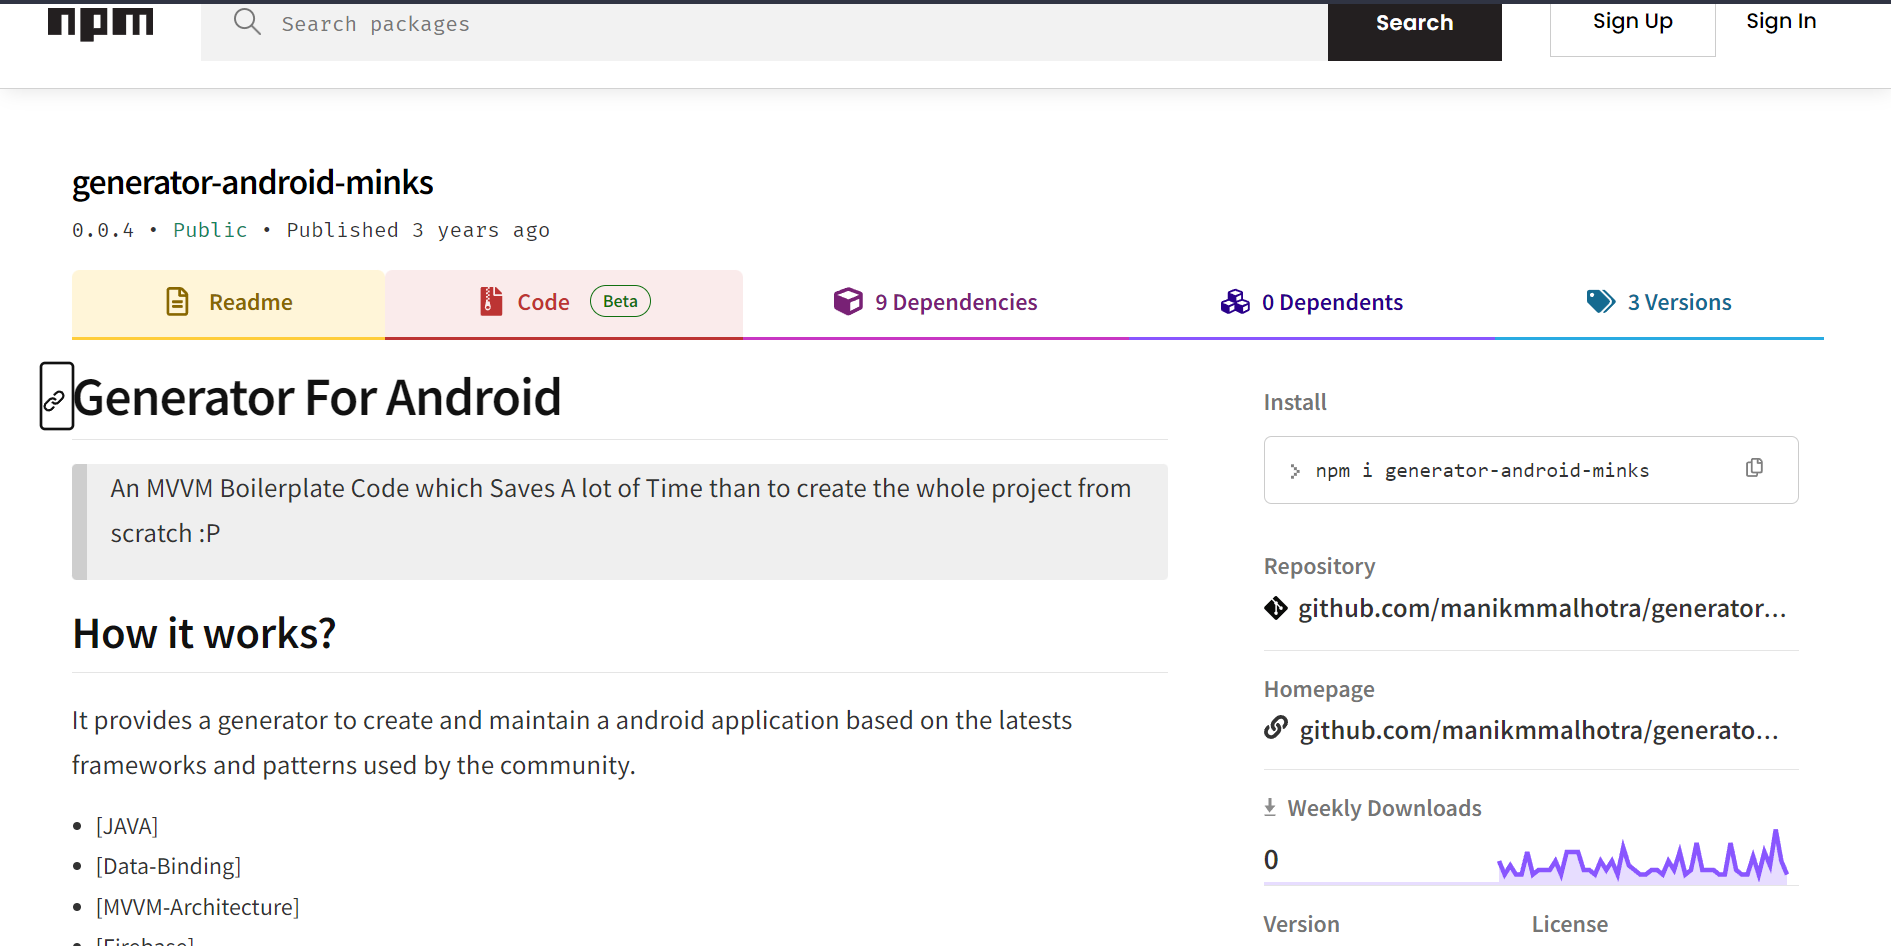 npm
Search packages
Search
Sign Up
Sign In
generator-android-minks
0.0.4 • Public • Published 3 years ago
Readme
Code Beta
9 Dependencies
0 Dependents
3 Versions
Generator For Android
An MVVM Boilerplate Code which Saves A lot of Time than to create the whole project from
scratch :P
How it works?
It provides a generator to create and maintain a android application based on the latests
frameworks and patterns used by the community.
• [JAVA]
• [Data-Binding]
• [MVVM-Architecture]
• [Firebase]
Install
> npm i generator-android-minks
Repository
github.com/manikmmalhotra/generator...
Homepage
github.com/manikmmalhotra/generato...
Weekly Downloads
0
Version
License